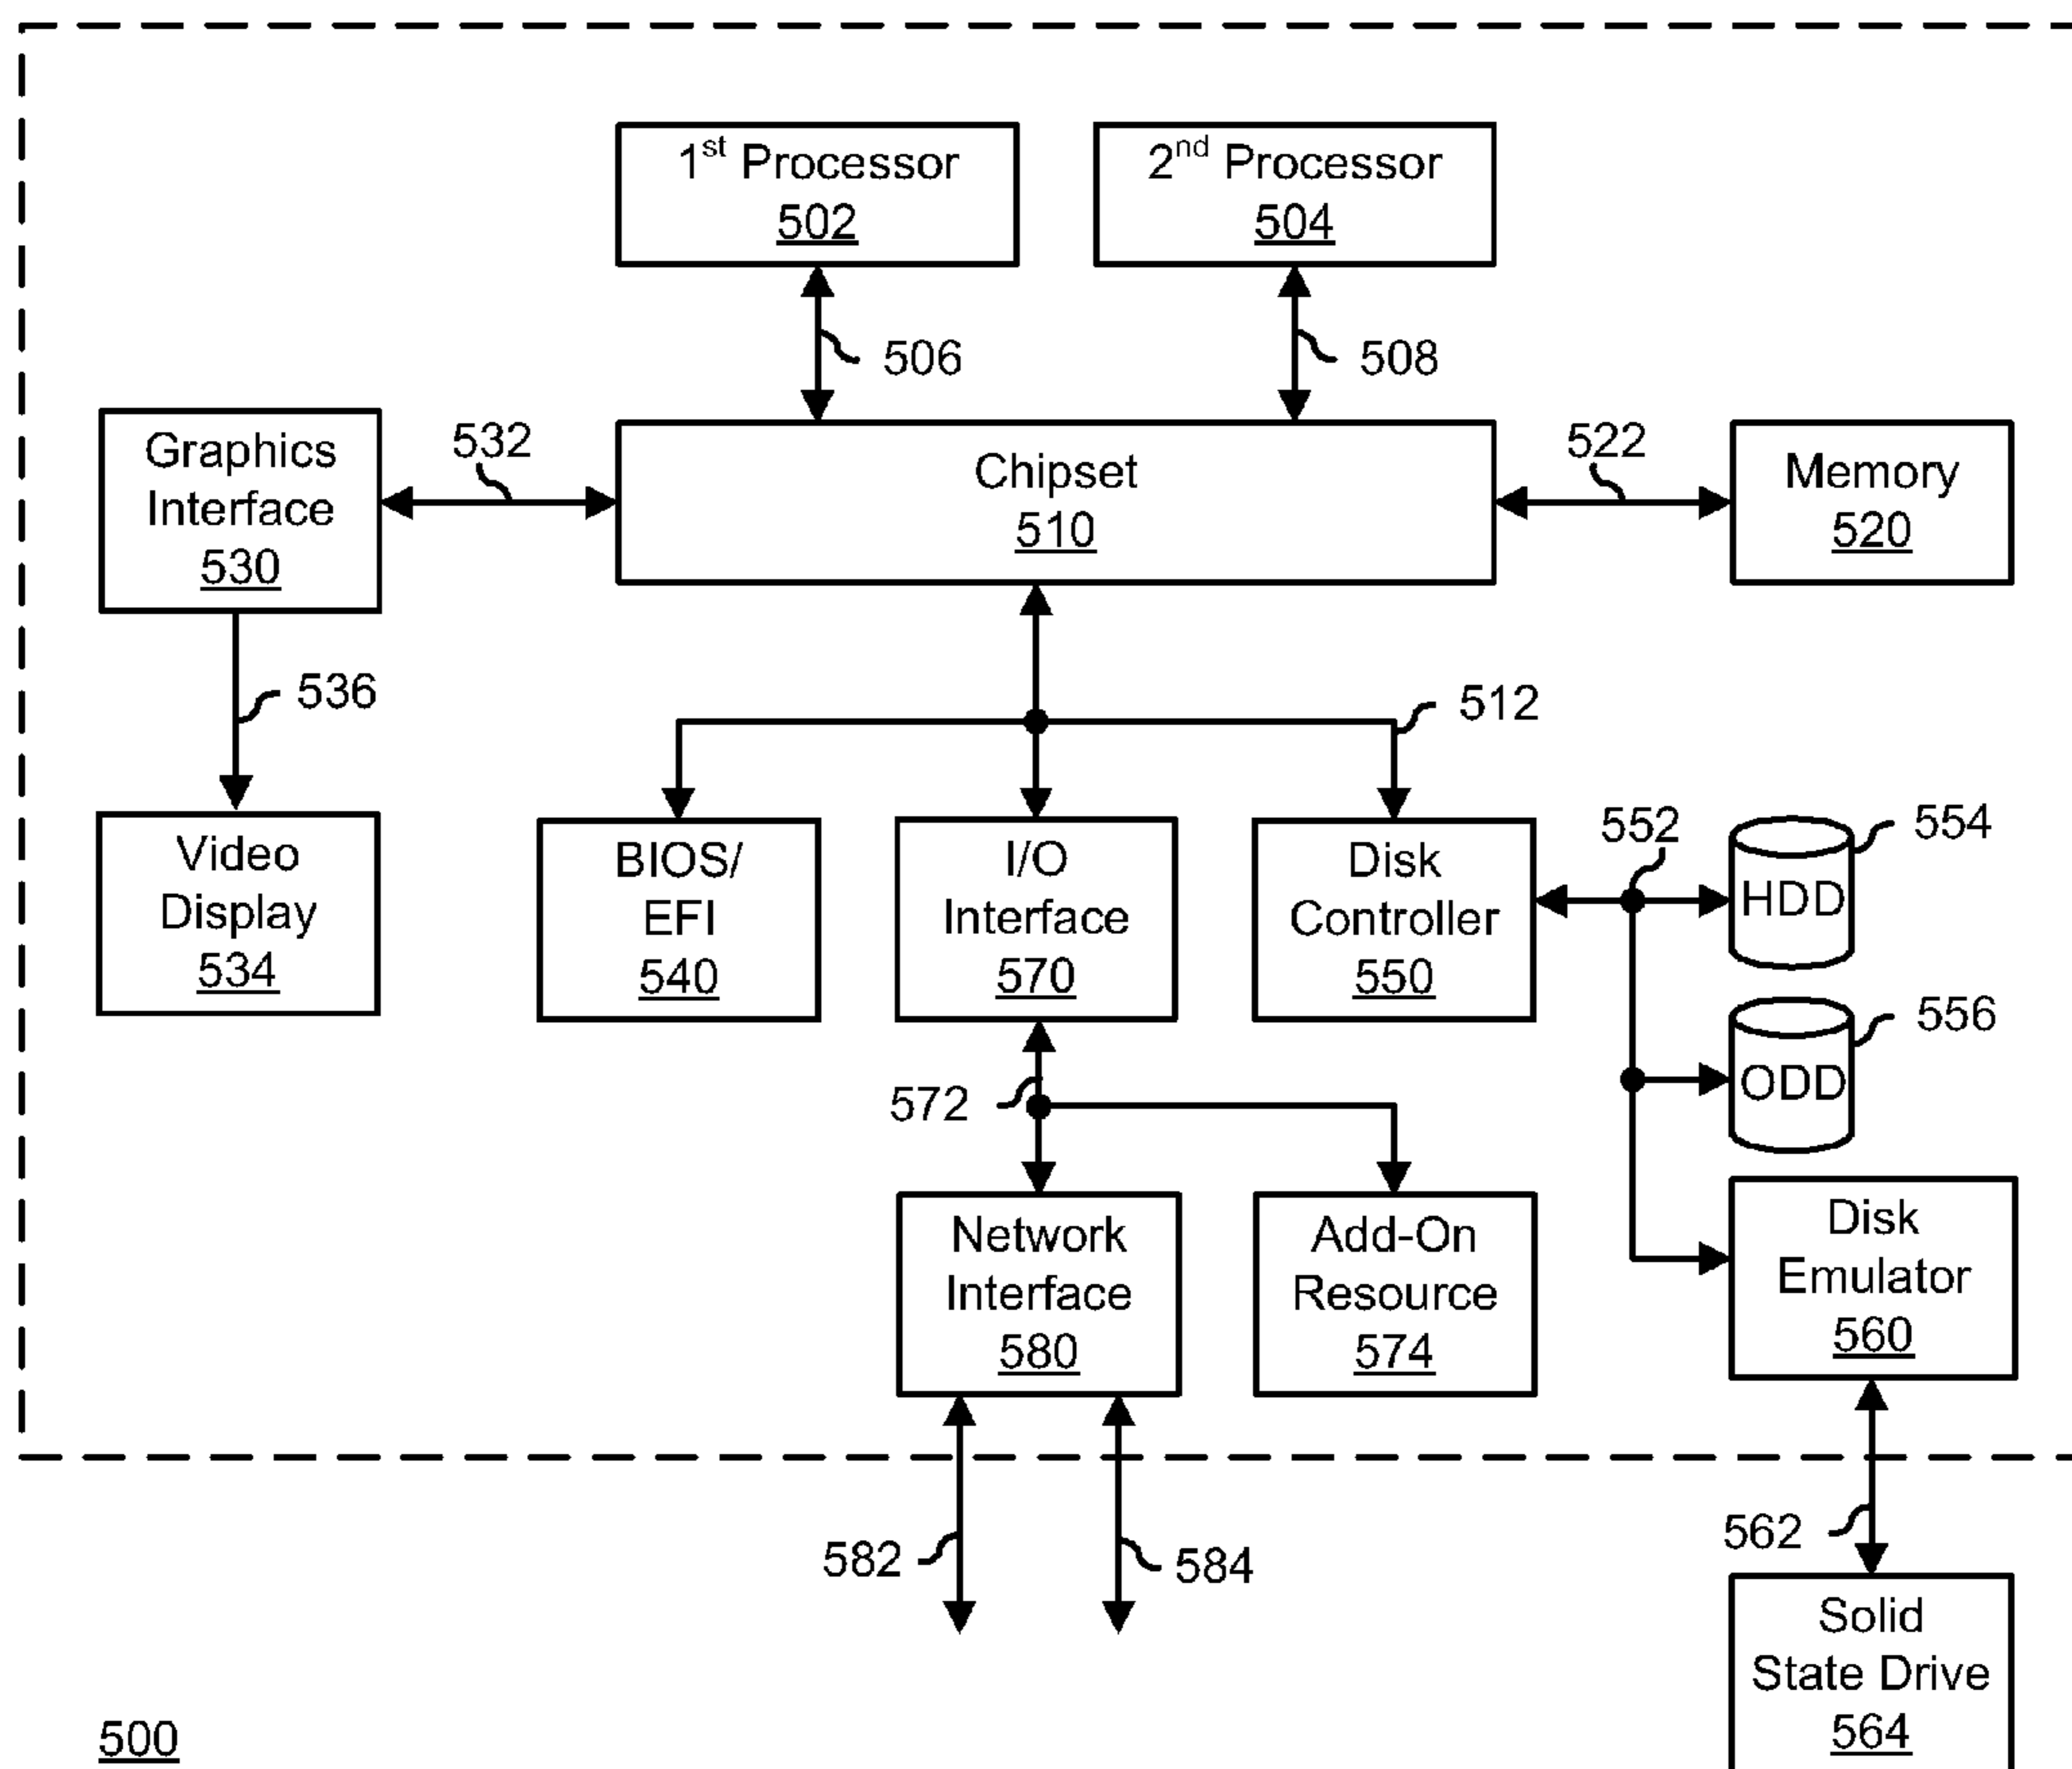 1st Processor
502
2nd Processor
504
506
508
Graphics
Interface
530
532
Chipset
510
522
Memory
520
536
512
Video
Display
534
BIOS/
EFI
540
I/O
Interface
570
Disk
Controller
550
552
HDD
554
ODD
556
572
Network
Interface
580
Add-On
Resource
574
Disk
Emulator
560
582
584
562
Solid
State Drive
564
500